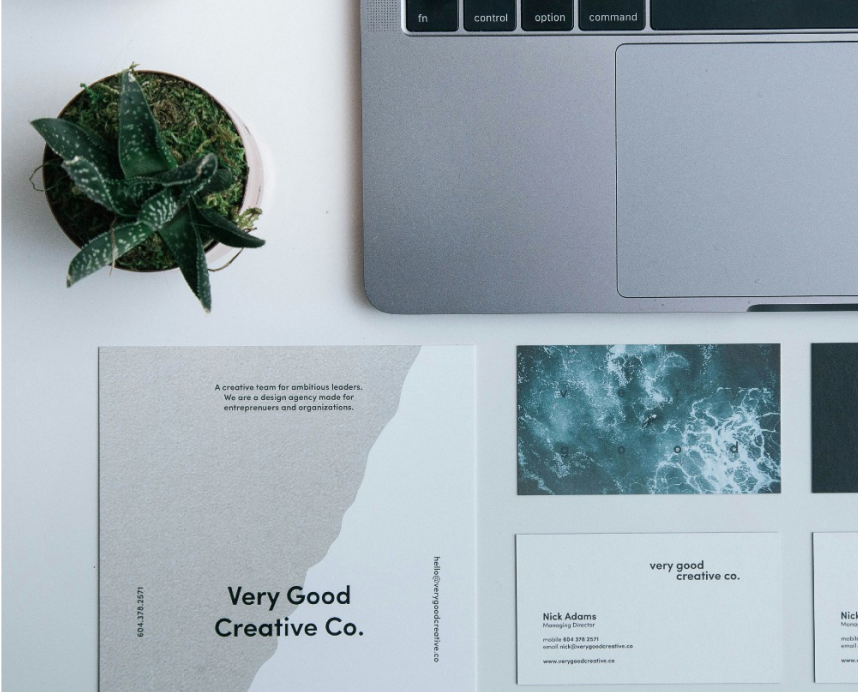 fn control option command
A creative team for ambitious leaders.
We are a design agency made for
entreprenuers and organizations.
604.378.2571
hello@verygoodcreative.co
Very Good
Creative Co.
v e r y
g o o d
very good
creative co.
Nick Adams
Managing Director
mobile 604 378 2571
email nick@verygoodcreative.co
www.verygoodcreative.co
Nick
Mana
mobile
email
www.v